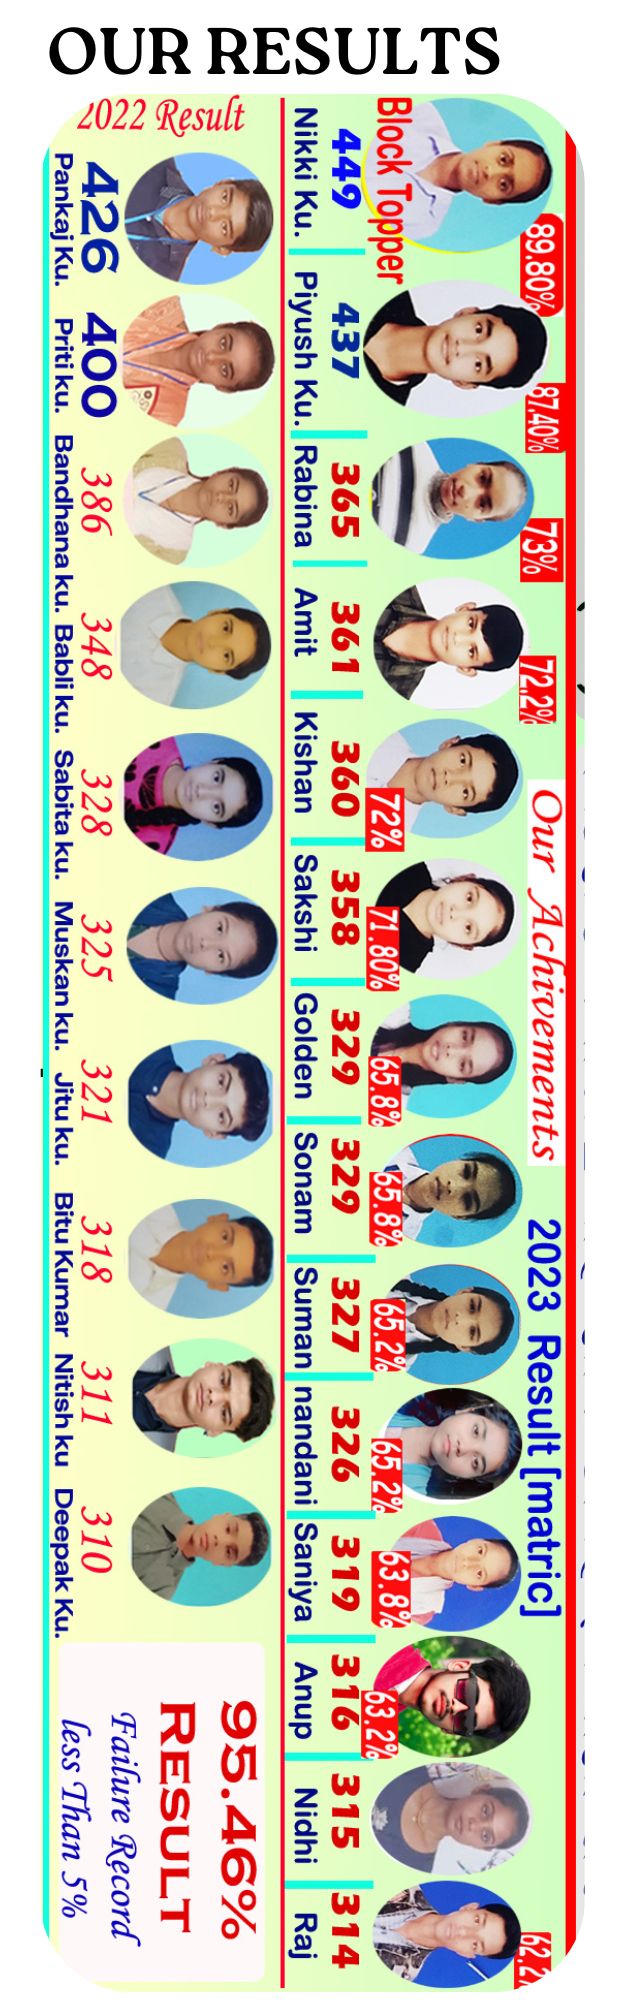 OUR RESULTS
Our Achivements
2023 Result [matric]
Block Topper
89.80%
449
Nikki Ku.
87.40%
437
Piyush Ku.
73%
365
Rabina
72.2%
361
Amit
72%
360
Kishan
71.80%
358
Sakshi
65.8%
329
Golden
65.8%
329
Sonam
65.2%
327
Suman
65.2%
326
nandani
63.8%
319
Saniya
63.2%
316
Anup
315
Nidhi
314
Raj
2022 Result
426
Pankaj Ku.
400
Priti ku.
386
Bandhana ku.
348
Babli ku.
328
Sabita ku.
325
Muskan ku.
321
Jitu ku.
318
Bitu Kumar
311
Nitish ku
310
Deepak Ku.
95.46%
RESULT
Failure Record
less Than 5%